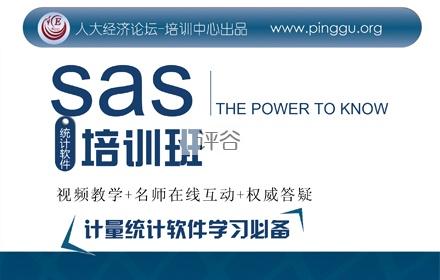 人大经济论坛-培训中心出品 www.pinggu.org
sas THE POWER TO KNOW
统计软件 培训班
评谷
视频教学+名师在线互动+权威答疑
计量统计软件学习必备